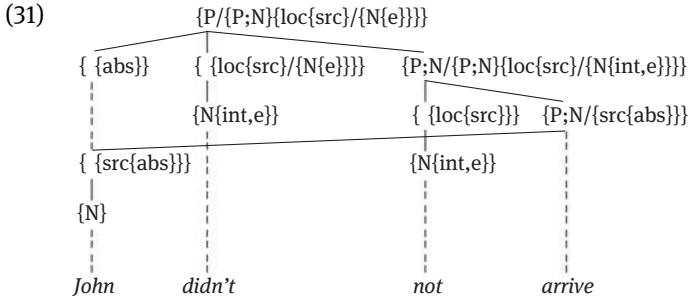 (31) {P/{P;N}{loc{src}/{N{e}}}}
{ {abs}} { {loc{src}/{N{e}}}} {P;N/{P;N}{loc{src}/{N{int,e}}}}
{N{int,e}} { {loc{src}}} {P;N/{src{abs}}}
{ {src{abs}}} {N{int,e}}
{N}
John didn't not arrive